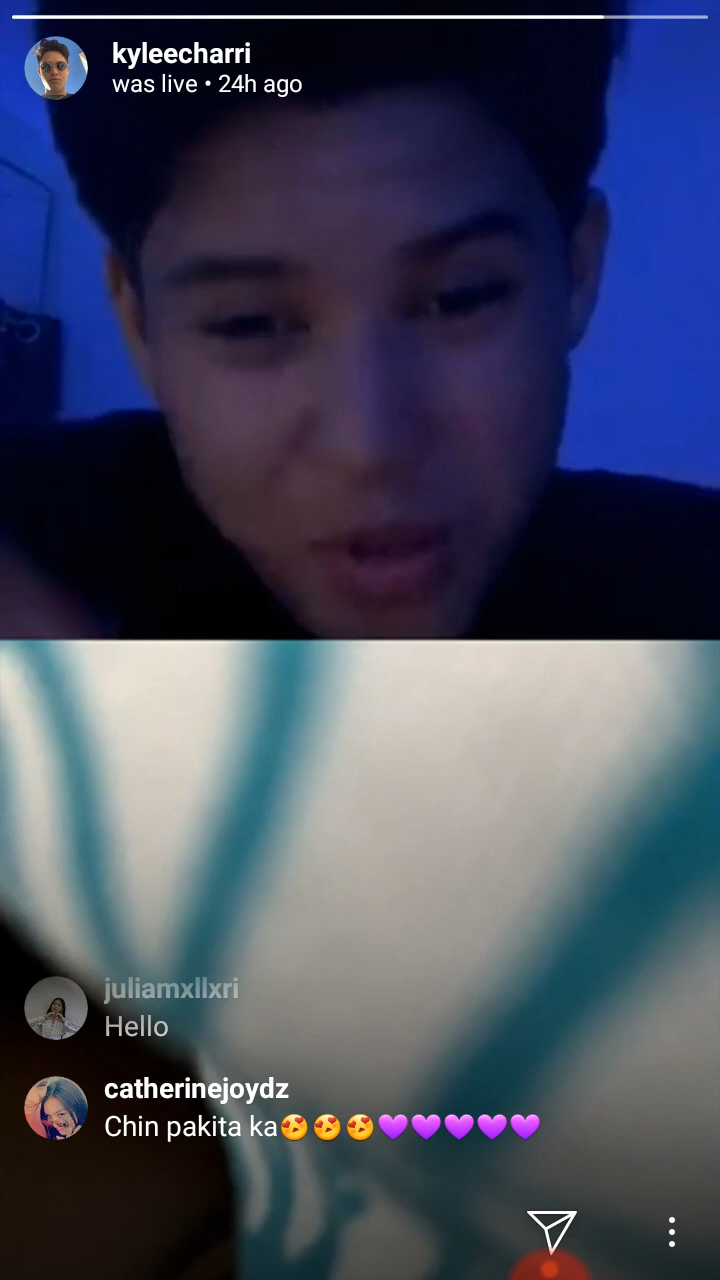 kyleecharri
was live • 24h ago
juliamxllxri
Hello
catherinejoydz
Chin pakita ka😍😍😍💜💜💜💜💜